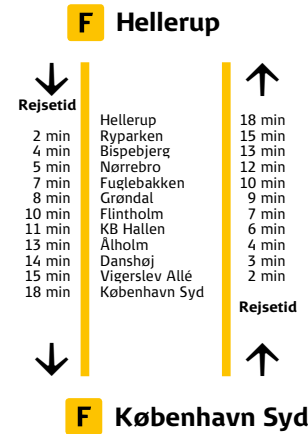 F Hellerup
Rejsetid
Hellerup 18 min
2 min Ryparken 15 min
4 min Bispebjerg 13 min
5 min Nørrebro 12 min
7 min Fuglebakken 10 min
8 min Grøndal 9 min
10 min Flintholm 7 min
11 min KB Hallen 6 min
13 min Ålholm 4 min
14 min Danshøj 3 min
15 min Vigerslev Allé 2 min
18 min København Syd
Rejsetid
F København Syd